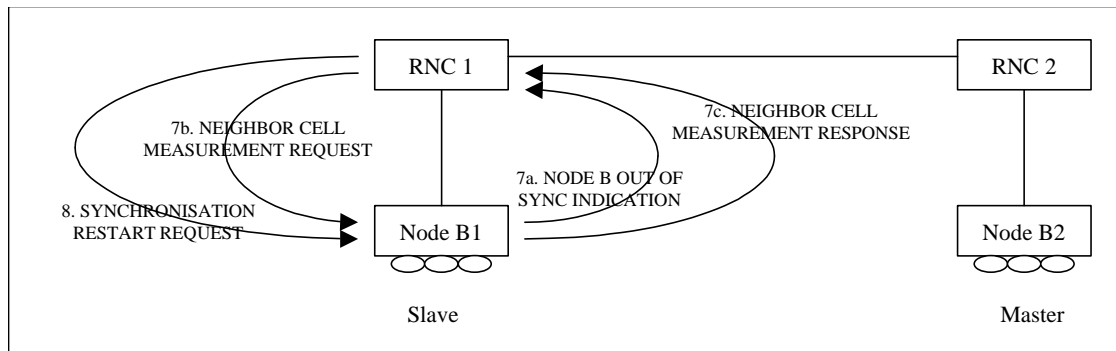 RNC 1
RNC 2
7b. NEIGHBOR CELL
MEASUREMENT REQUEST
7c. NEIGHBOR CELL
MEASUREMENT RESPONSE
7a. NODE B OUT OF
SYNC INDICATION
8. SYNCHRONISATION
RESTART REQUEST
Node B1
Node B2
Slave
Master